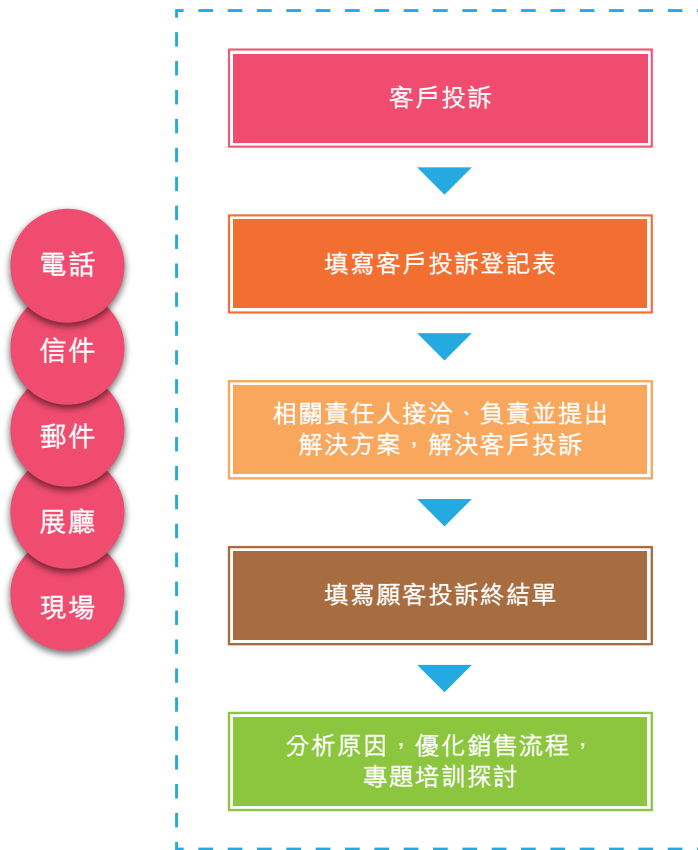 電話
信件
郵件
展廳
現場
客戶投訴
填寫客戶投訴登記表
相關責任人接洽、負責並提出
解決方案，解決客戶投訴
填寫願客投訴終結單
分析原因，優化銷售流程，
專題培訓探討